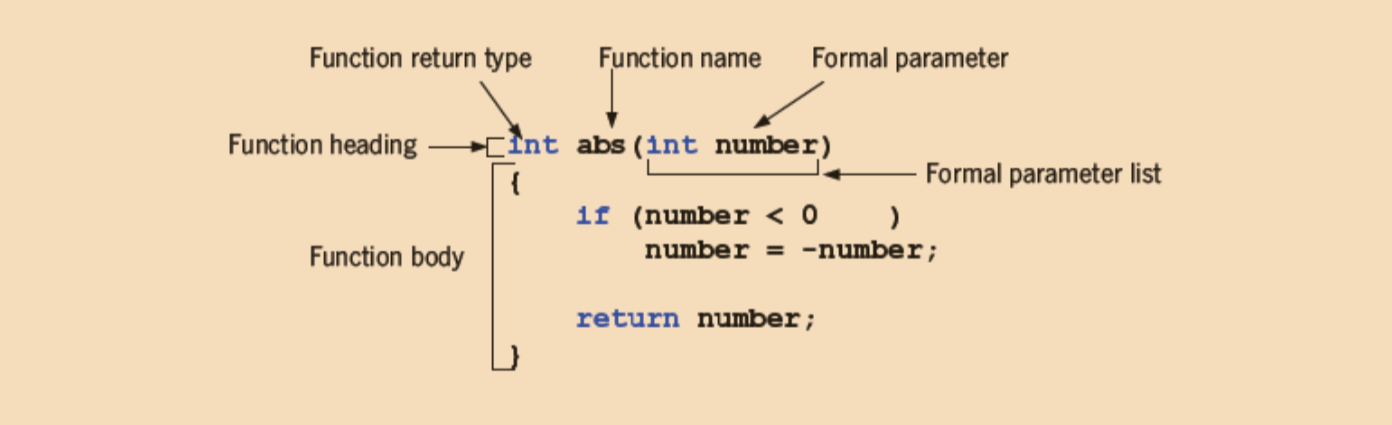 Function return type Function name Formal parameter
Function heading int abs(int number)
Formal parameter list
{
if (number < 0    )
number = -number;
Function body
return number;
}